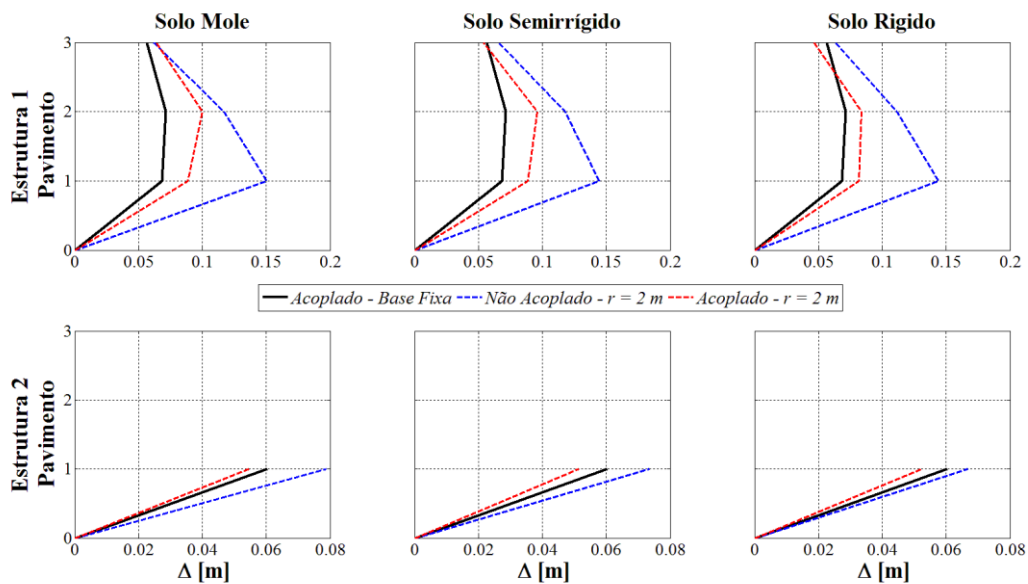 Solo Mole Solo Semirrígido Solo Rigido
Estrutura 1
Pavimento
3 3 3
2 2 2
1 1 1
0 0 0
0 0.05 0.1 0.15 0.2 0 0.05 0.1 0.15 0.2 0 0.05 0.1 0.15 0.2
Acoplado - Base Fixa Não Acoplado - r = 2 m Acoplado - r = 2 m
Estrutura 2
Pavimento
3 3 3
2 2 2
1 1 1
0 0 0
0 0.02 0.04 0.06 0.08 0 0.02 0.04 0.06 0.08 0 0.02 0.04 0.06 0.08
Δ [m] Δ [m] Δ [m]